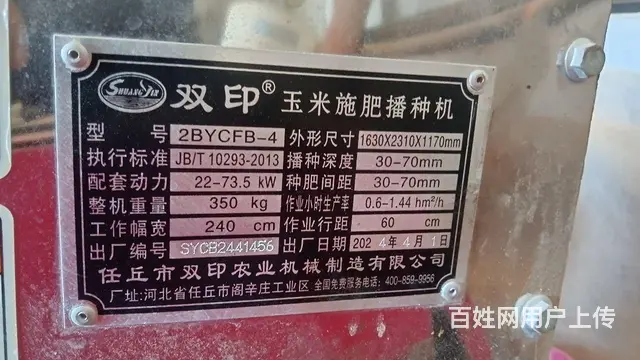 SHUANG YIN 双印® 玉米施肥播种机
型 号 2BYCFB-4 外形尺寸 1630X2310X1170mm
执行标准 JB/T 10293-2013 播种深度 30-70mm
配套动力 22-73.5 kW 种肥间距 30-70mm
整机重量 350 kg 作业小时生产率 0.6-1.44 hm²/h
工作幅宽 240 cm 作业行距 60 cm
出厂编号 SYCB2441456 出厂日期 2024年4月1日
任丘市双印农业机械制造有限公司
厂址:河北省任丘市阁辛庄工业区 全国免费服务电话:400-859-9956
百姓网用户上传